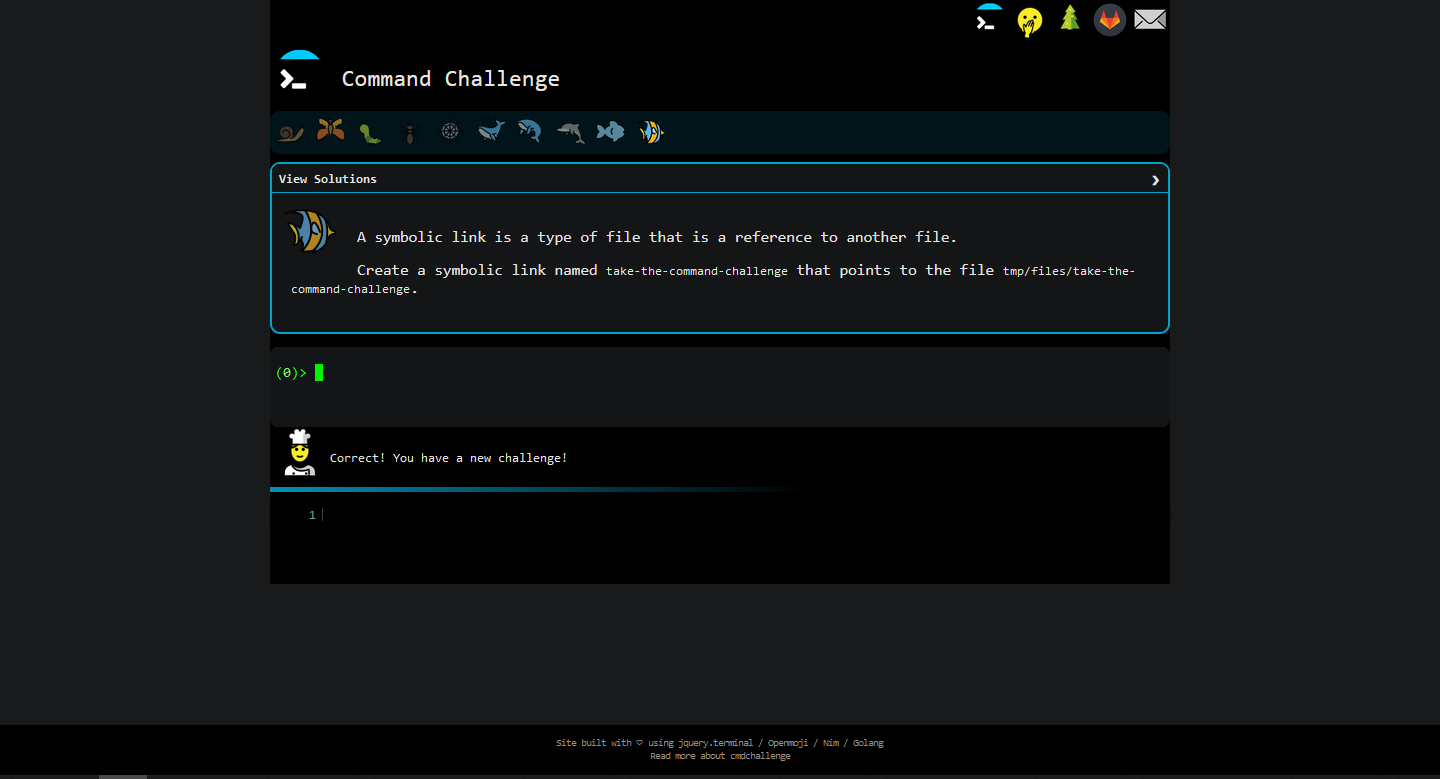 Command Challenge
View Solutions
A symbolic link is a type of file that is a reference to another file.
Create a symbolic link named take-the-command-challenge that points to the file tmp/files/take-the-
command-challenge.
(0)>
Correct! You have a new challenge!
1
Site built with ♡ using jquery.terminal / Openmoji / Nim / Golang
Read more about cmdchallenge